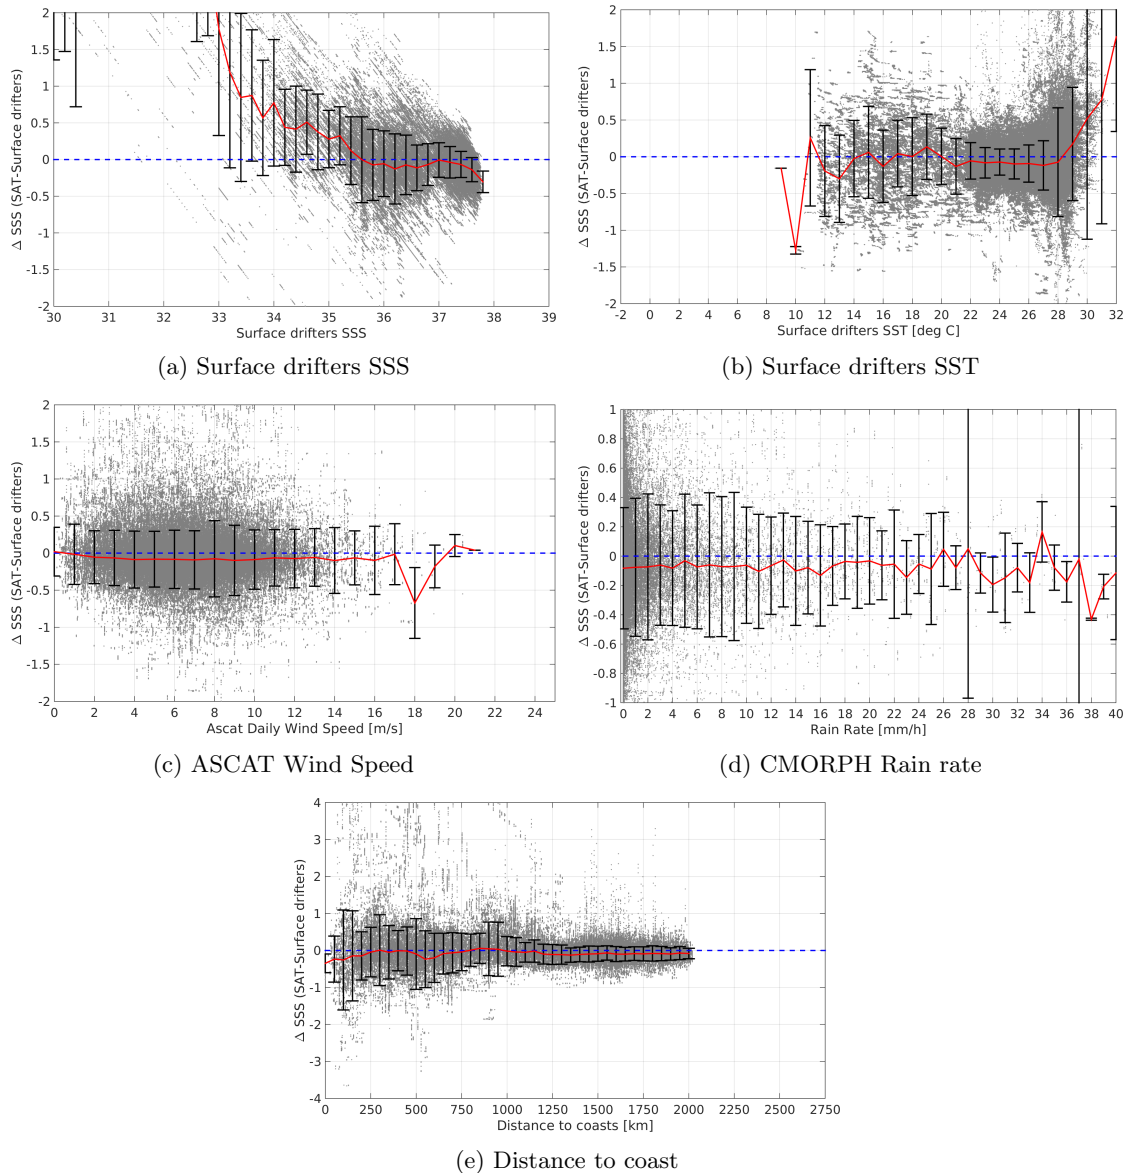 2
1.5
1
0.5
0
-0.5
-1
-1.5
-2
Δ SSS (SAT-Surface drifters)
30 31 32 33 34 35 36 37 38 39
Surface drifters SSS
(a) Surface drifters SSS
2
1.5
1
0.5
0
-0.5
-1
-1.5
-2
Δ SSS (SAT-Surface drifters)
-2 0 2 4 6 8 10 12 14 16 18 20 22 24 26 28 30 32
Surface drifters SST [deg C]
(b) Surface drifters SST
2
1.5
1
0.5
0
-0.5
-1
-1.5
-2
Δ SSS (SAT-Surface drifters)
0 2 4 6 8 10 12 14 16 18 20 22 24
Ascat Daily Wind Speed [m/s]
(c) ASCAT Wind Speed
1
0.8
0.6
0.4
0.2
0
-0.2
-0.4
-0.6
-0.8
-1
Δ SSS (SAT-Surface drifters)
0 2 4 6 8 10 12 14 16 18 20 22 24 26 28 30 32 34 36 38 40
Rain Rate [mm/h]
(d) CMORPH Rain rate
4
3
2
1
0
-1
-2
-3
-4
Δ SSS (SAT-Surface drifters)
0 250 500 750 1000 1250 1500 1750 2000 2250 2500 2750
Distance to coasts [km]
(e) Distance to coast